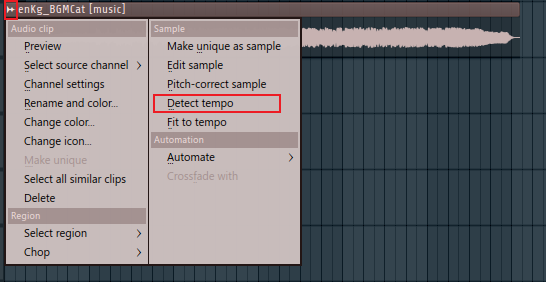 enKg_BGMCat [music]
Audio clip
Preview
Select source channel
Channel settings
Rename and color...
Change color...
Change icon...
Make unique
Select all similar clips
Delete
Region
Select region
Chop
Sample
Make unique as sample
Edit sample
Pitch-correct sample
Detect tempo
Fit to tempo
Automation
Automate
Crossfade with